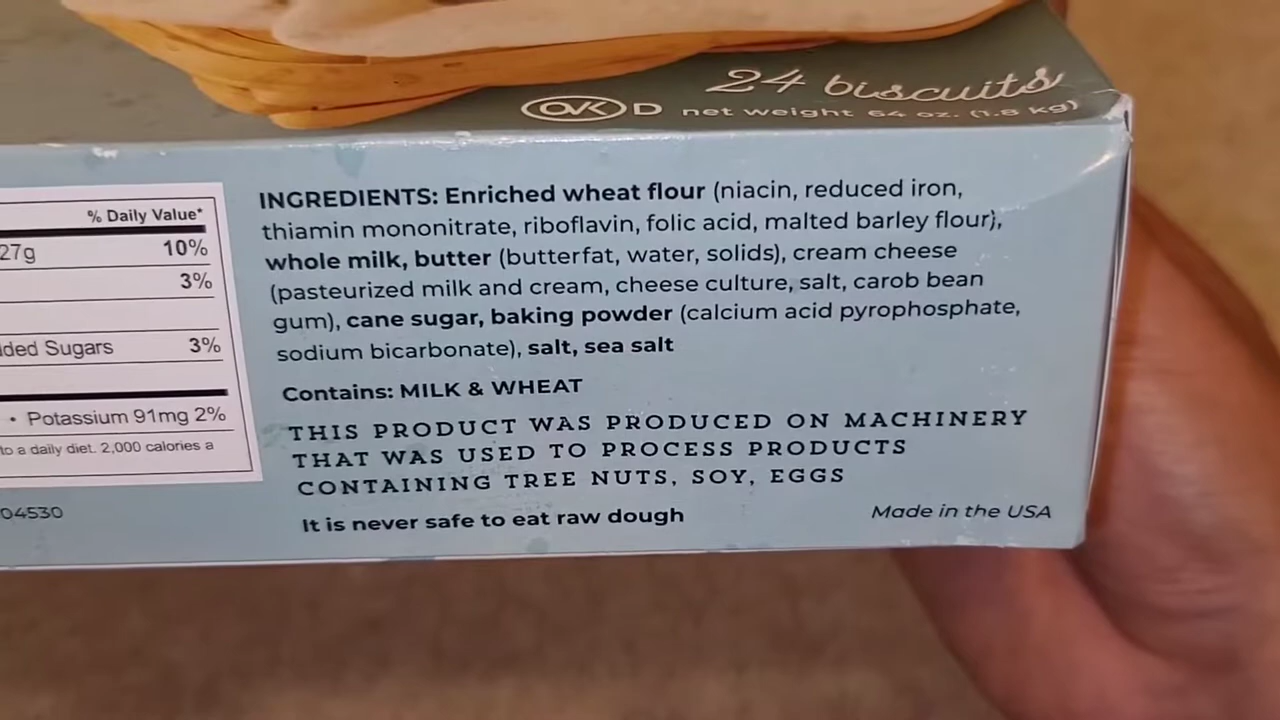 24 biscuits
OVK D net weight 64 oz. (1.8 kg)
% Daily Value*
27g 10%
3%
ded Sugars 3%
• Potassium 91mg 2%
to a daily diet. 2,000 calories a
04530
INGREDIENTS: Enriched wheat flour (niacin, reduced iron,
thiamin mononitrate, riboflavin, folic acid, malted barley flour},
whole milk, butter (butterfat, water, solids), cream cheese
(pasteurized milk and cream, cheese culture, salt, carob bean
gum), cane sugar, baking powder (calcium acid pyrophosphate,
sodium bicarbonate), salt, sea salt
Contains: MILK & WHEAT
THIS PRODUCT WAS PRODUCED ON MACHINERY
THAT WAS USED TO PROCESS PRODUCTS
CONTAINING TREE NUTS, SOY, EGGS
It is never safe to eat raw dough
Made in the USA